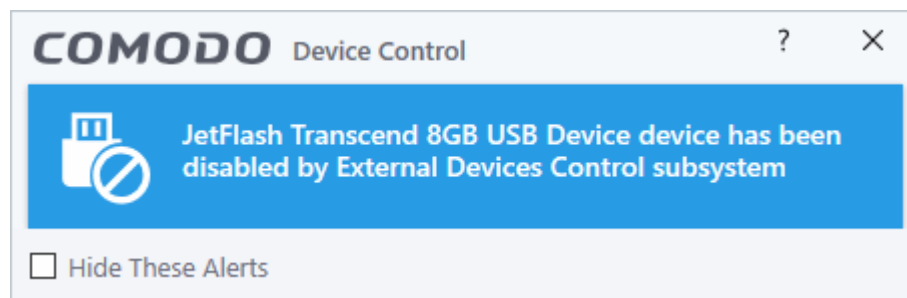 COMODO Device Control ?
JetFlash Transcend 8GB USB Device device has been
disabled by External Devices Control subsystem
Hide These Alerts